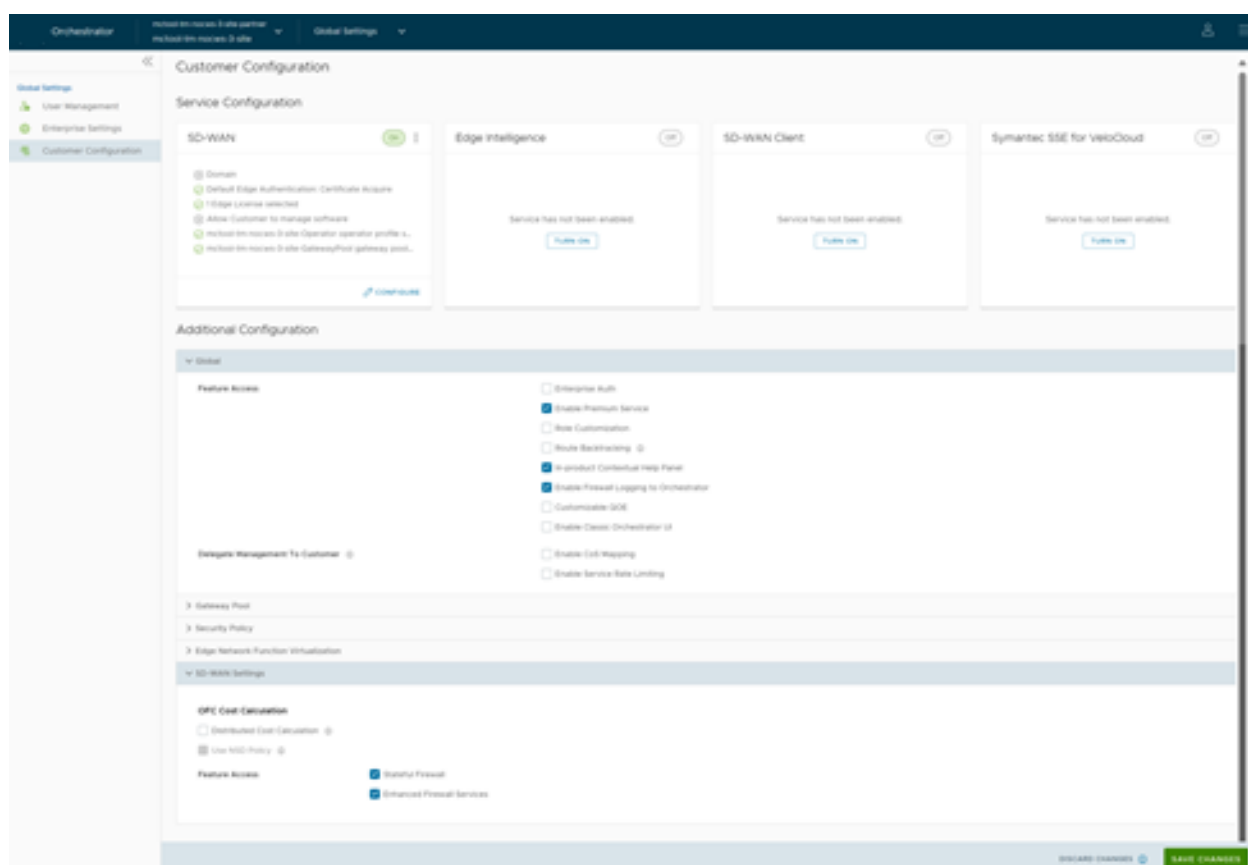 Orchestrator
Global Settings
Customer Configuration
Global Settings
User Management
Enterprise Settings
Customer Configuration
Service Configuration
SD-WAN
On
Domain
Default Edge Authentication: Certificate Acquire
1 Edge License selected
Allow Customer to manage software
CONFIGURE
Edge Intelligence
Off
Service has not been enabled.
TURN ON
SD-WAN Client
Off
Service has not been enabled.
TURN ON
Symantec SSE for VeloCloud
Off
Service has not been enabled.
TURN ON
Additional Configuration
Global
Feature Access
Enterprise Auth
Enable Premium Service
Role Customization
Route Backtracking
In-product Contextual Help Panel
Enable Firewall Logging to Orchestrator
Customizable QOE
Enable Classic Orchestrator UI
Delegate Management To Customer
Enable CoS Mapping
Enable Service Rate Limiting
Gateway Pool
Security Policy
Edge Network Function Virtualization
SD-WAN Settings
OFC Cost Calculation
Distributed Cost Calculation
Use NSD Policy
Feature Access
Stateful Firewall
Enhanced Firewall Services
DISCARD CHANGES
SAVE CHANGES